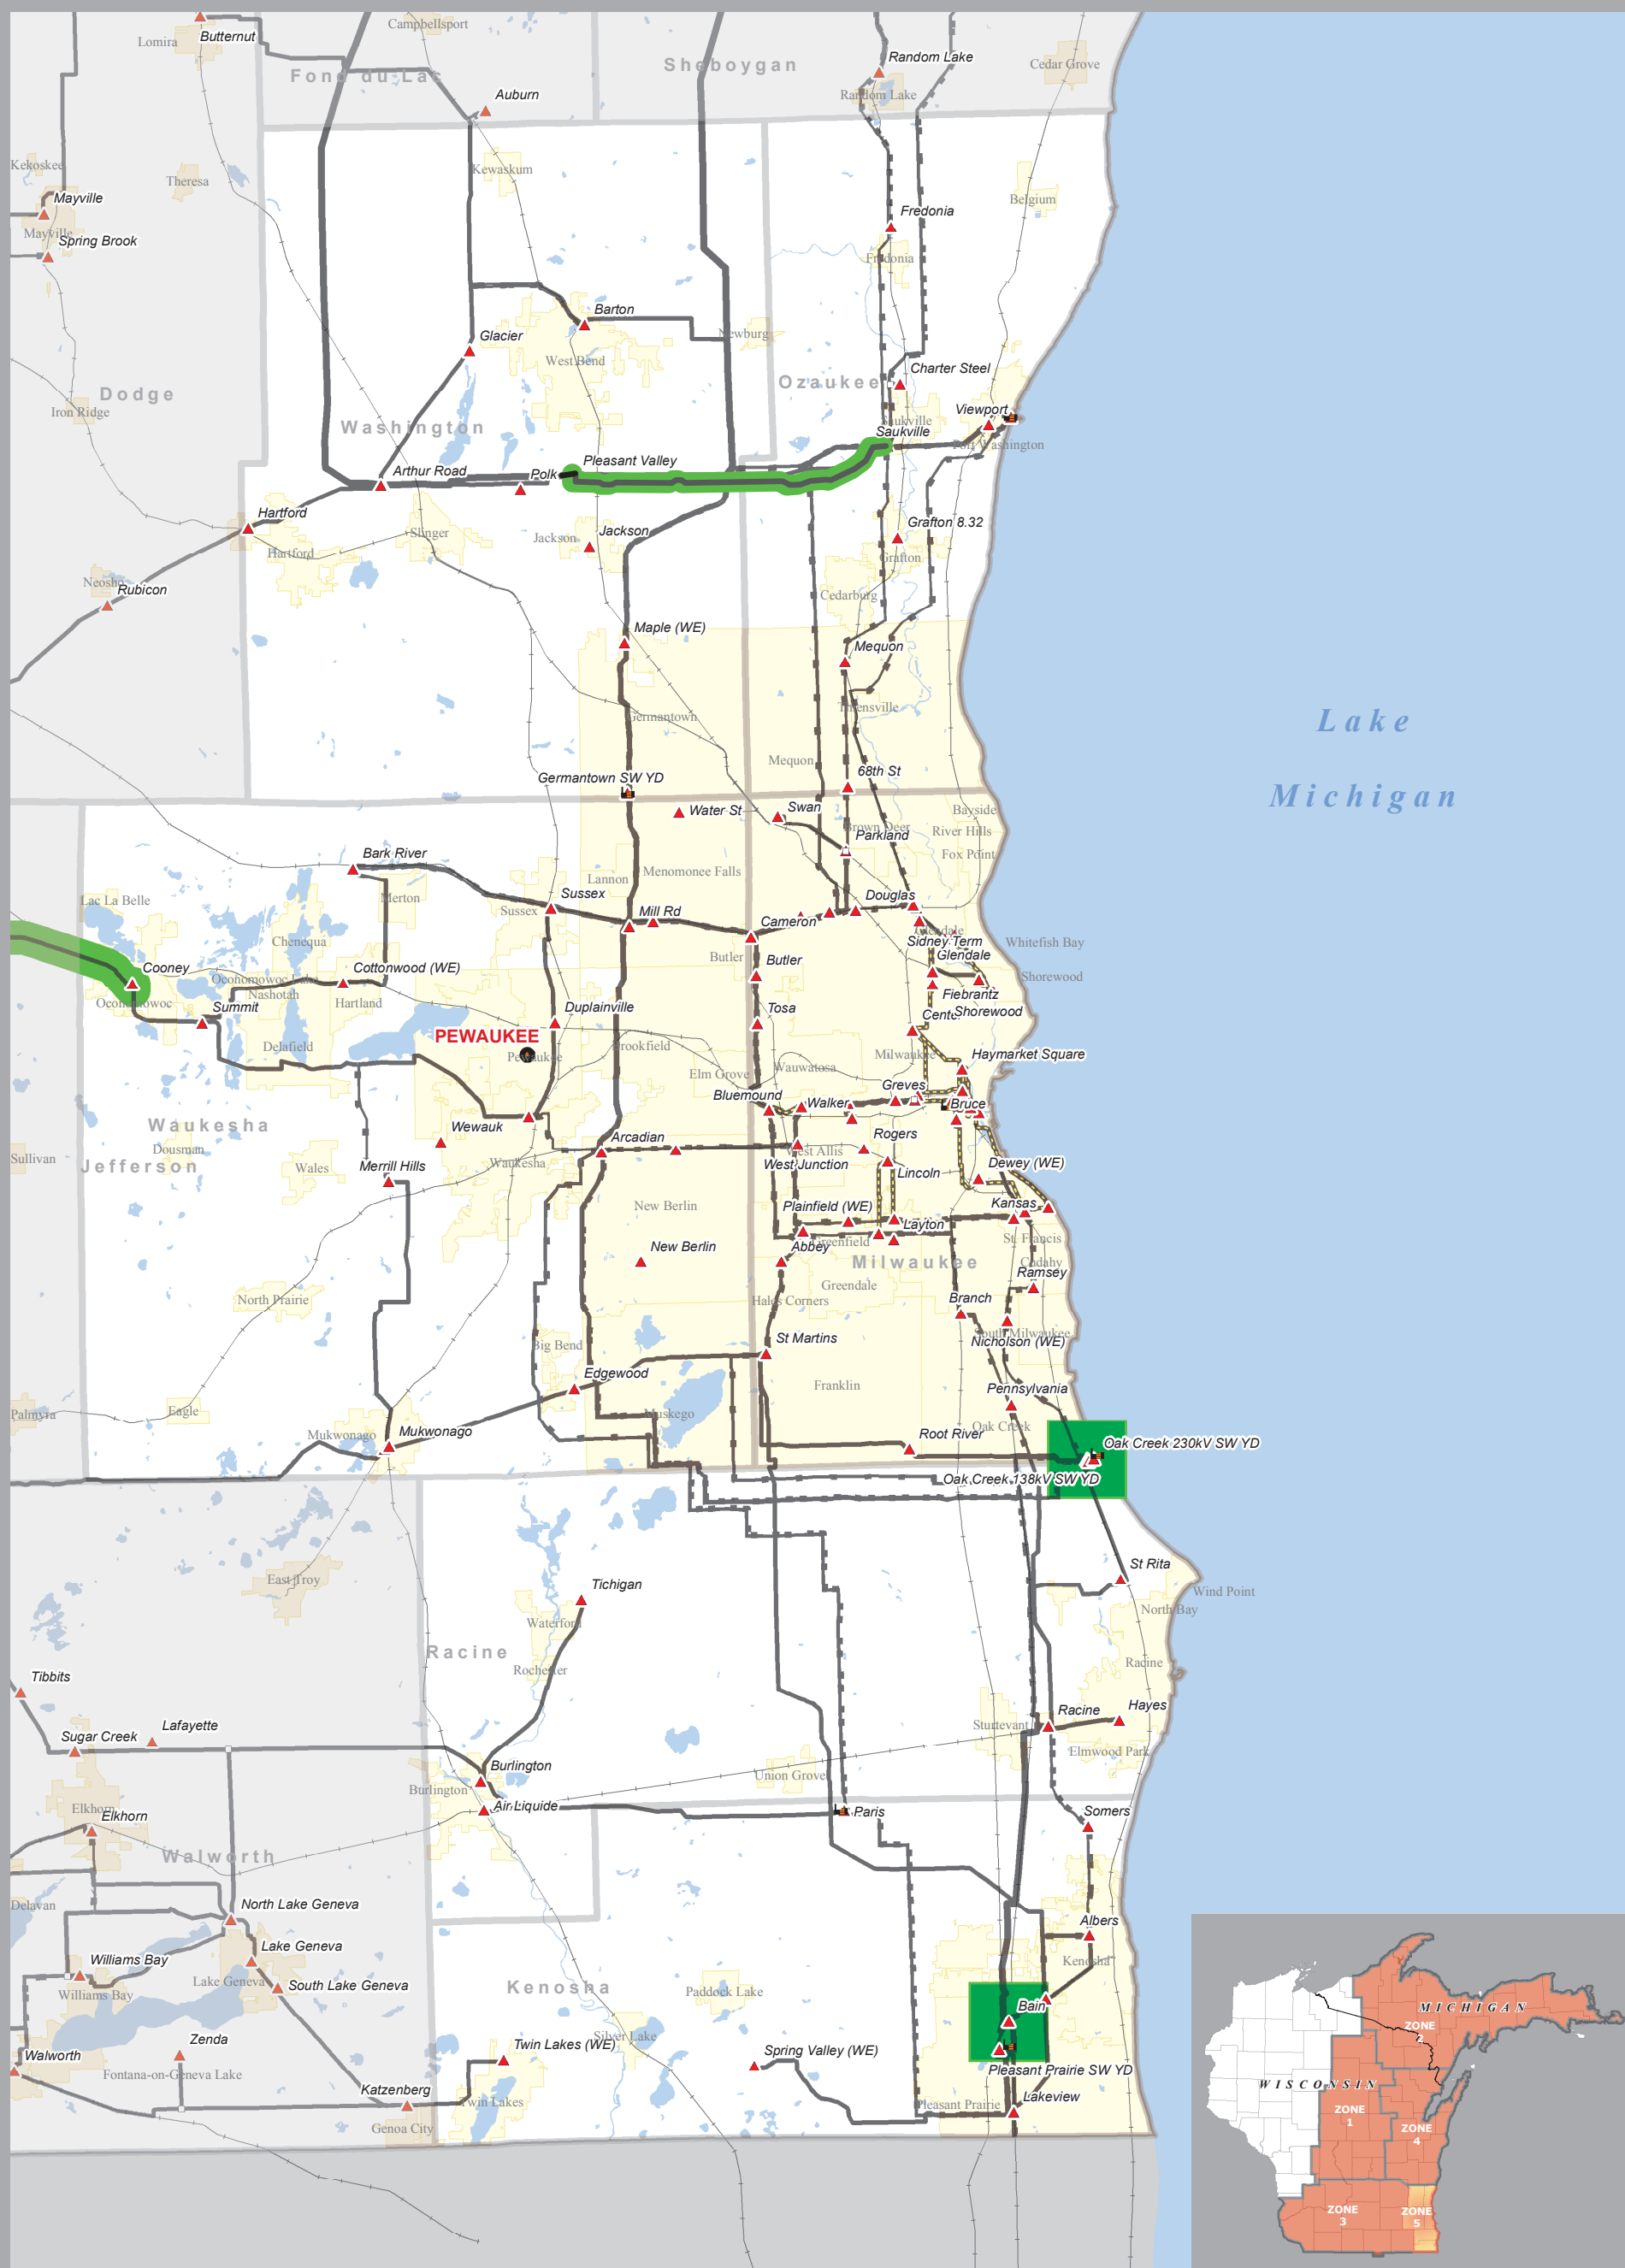 Butternut
Lomira
Campbellsport
Fond du Lac
Sheboygan
Random Lake
Random Lake
Cedar Grove
Auburn
Kekoskee
Theresa
Kewaskum
Belgium
Mayville
Mayville
Spring Brook
Fredonia
Fredonia
Barton
Newburg
Glacier
West Bend
Charter Steel
Ozaukee
Dodge
Iron Ridge
Washington
Viewport
Saukville
Saukville
Port Washington
Arthur Road
Polk
Pleasant Valley
Hartford
Hartford
Slinger
Jackson
Jackson
Grafton 8.32
Grafton
Neosho
Rubicon
Cedarburg
Maple (WE)
Mequon
Thiensville
Germantown
Mequon
Lake
Michigan
Germantown SW YD
68th St
Water St
Swan
Bayside
Brown Deer
River Hills
Parkland
Fox Point
Bark River
Lannon
Menomonee Falls
Lac La Belle
Merton
Sussex
Sussex
Mill Rd
Douglas
Cameron
Glendale
Chenequa
Sidney Term
Whitefish Bay
Butler
Butler
Glendale
Cooney
Cottonwood (WE)
Oconomowoc Lake
Shorewood
Oconomowoc
Nashotah
Hartland
Fiebrantz
Summit
Duplainville
Tosa
Center
Shorewood
PEWAUKEE
Delafield
Brookfield
Pewaukee
Milwaukee
Haymarket Square
Elm Grove
Wauwatosa
Greves
Bluemound
Walker
Bruce
Waukesha
Wewauk
Arcadian
Rogers
Dousman
Sullivan
Jefferson
Wales
Merrill Hills
Waukesha
West Allis
West Junction
Lincoln
Dewey (WE)
New Berlin
Plainfield (WE)
Kansas
Layton
Greenfield
St. Francis
New Berlin
Abbey
Milwaukee
Cudahy
Ramsey
Greendale
North Prairie
Hales Corners
Branch
South Milwaukee
Nicholson (WE)
Big Bend
St Martins
Edgewood
Franklin
Pennsylvania
Eagle
Palmyra
Muskego
Oak Creek
Mukwonago
Mukwonago
Root River
Oak Creek 230kV SW YD
Oak Creek 138kV SW YD
St Rita
East Troy
Tichigan
Wind Point
North Bay
Waterford
Racine
Rochester
Racine
Tibbits
Hayes
Racine
Sturtevant
Lafayette
Sugar Creek
Elmwood Park
Burlington
Burlington
Union Grove
Air Liquide
Elkhorn
Elkhorn
Paris
Somers
Walworth
Delavan
North Lake Geneva
Albers
Lake Geneva
Williams Bay
Lake Geneva
South Lake Geneva
Kenosha
Williams Bay
Kenosha
Paddock Lake
Bain
Silver Lake
Zenda
Twin Lakes (WE)
Spring Valley (WE)
Walworth
Fontana-on-Geneva Lake
Pleasant Prairie SW YD
Katzenberg
Twin Lakes
Lakeview
Pleasant Prairie
Genoa City
MICHIGAN
ZONE
2
WISCONSIN
ZONE
1
ZONE
4
ZONE
3
ZONE
5